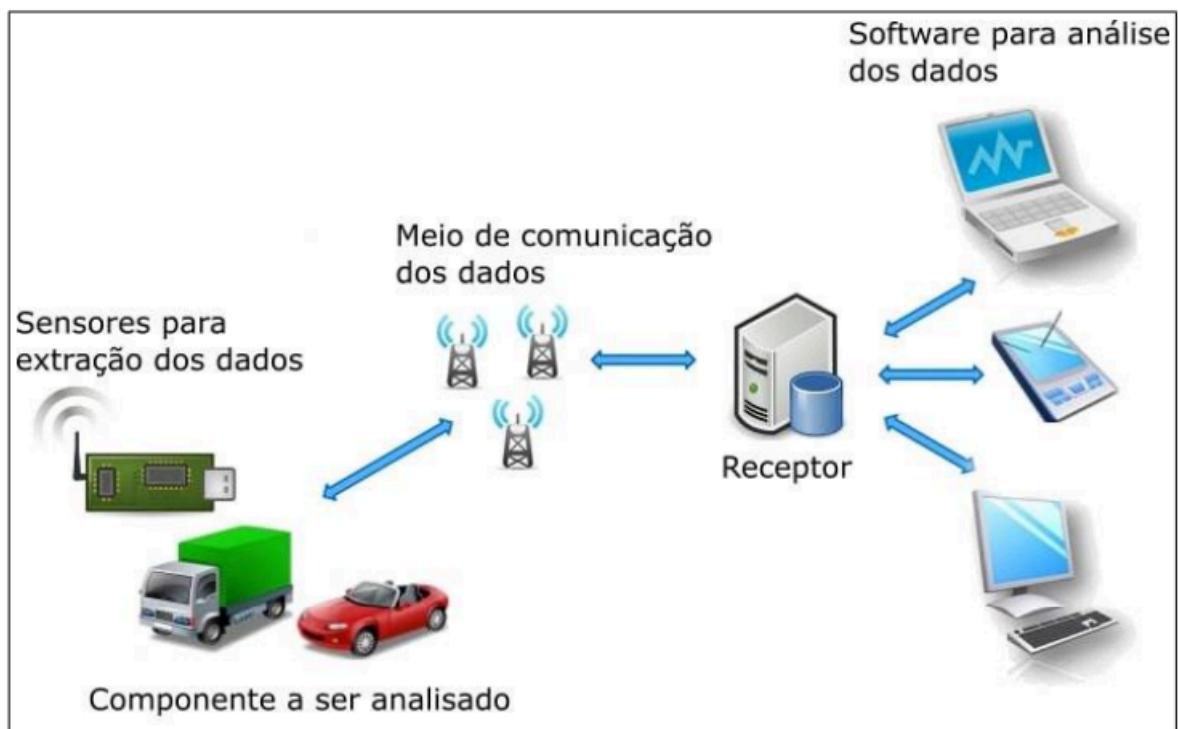 Software para análise
dos dados
Meio de comunicação
dos dados
Sensores para
extração dos dados
Receptor
Componente a ser analisado